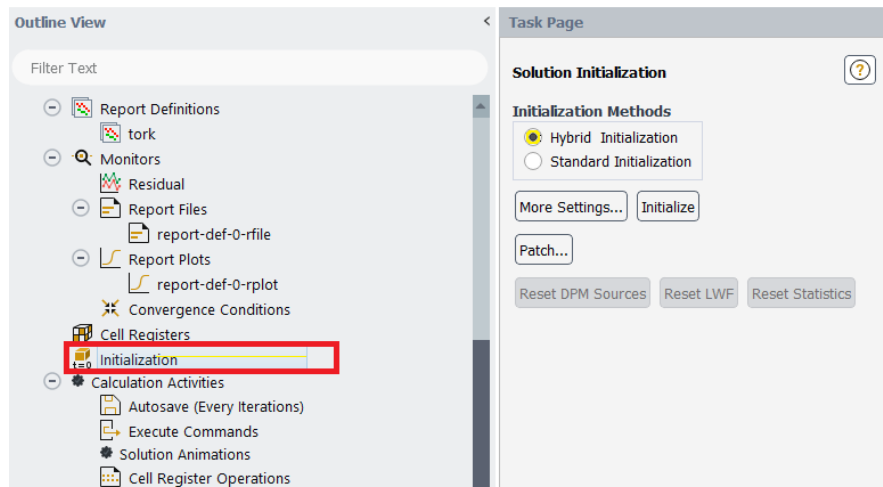 Outline View
<
Filter Text
Report Definitions
tork
Monitors
Residual
Report Files
report-def-0-rfile
Report Plots
report-def-0-rplot
Convergence Conditions
Cell Registers
t=0 Initialization
Calculation Activities
Autosave (Every Iterations)
Execute Commands
Solution Animations
Cell Register Operations
Task Page
Solution Initialization
?
Initialization Methods
Hybrid Initialization
Standard Initialization
More Settings... Initialize
Patch...
Reset DPM Sources Reset LWF Reset Statistics